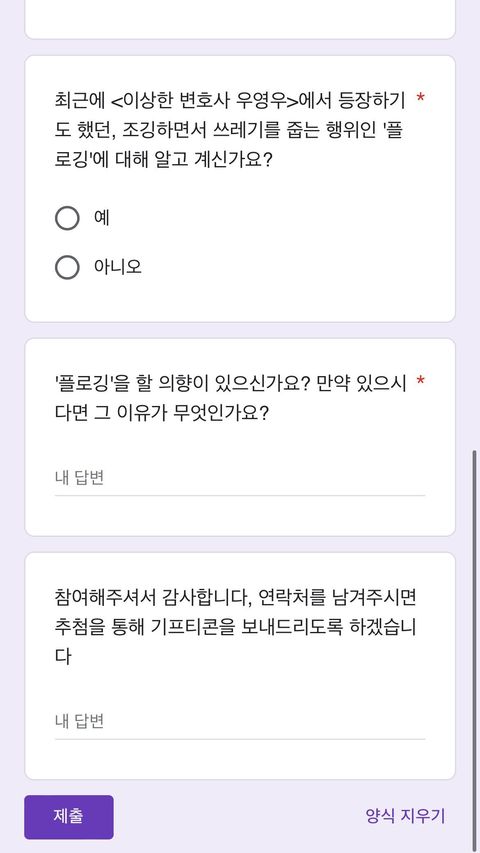 최근에 <이상한 변호사 우영우>에서 등장하기 *
도 했던, 조깅하면서 쓰레기를 줍는 행위인 '플
로깅'에 대해 알고 계신가요?
예
아니오
'플로깅'을 할 의향이 있으신가요? 만약 있으시 *
다면 그 이유가 무엇인가요?
내 답변
참여해주셔서 감사합니다, 연락처를 남겨주시면
추첨을 통해 기프티콘을 보내드리도록 하겠습니
다
내 답변
제출
양식 지우기